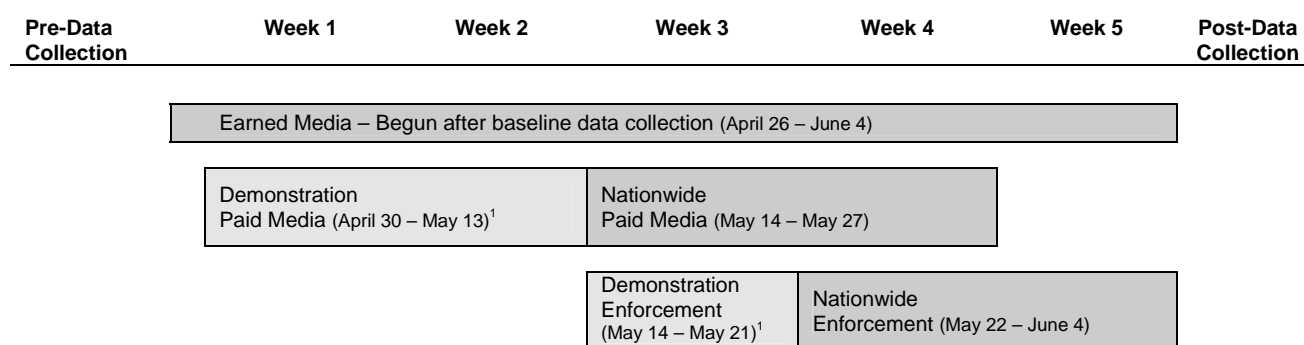 Pre-Data Collection Week 1 Week 2 Week 3 Week 4 Week 5 Post-Data Collection
Earned Media – Begun after baseline data collection (April 26 – June 4)
Demonstration
Paid Media (April 30 – May 13)1
Nationwide
Paid Media (May 14 – May 27)
Demonstration
Enforcement
(May 14 – May 21)1
Nationwide
Enforcement (May 22 – June 4)